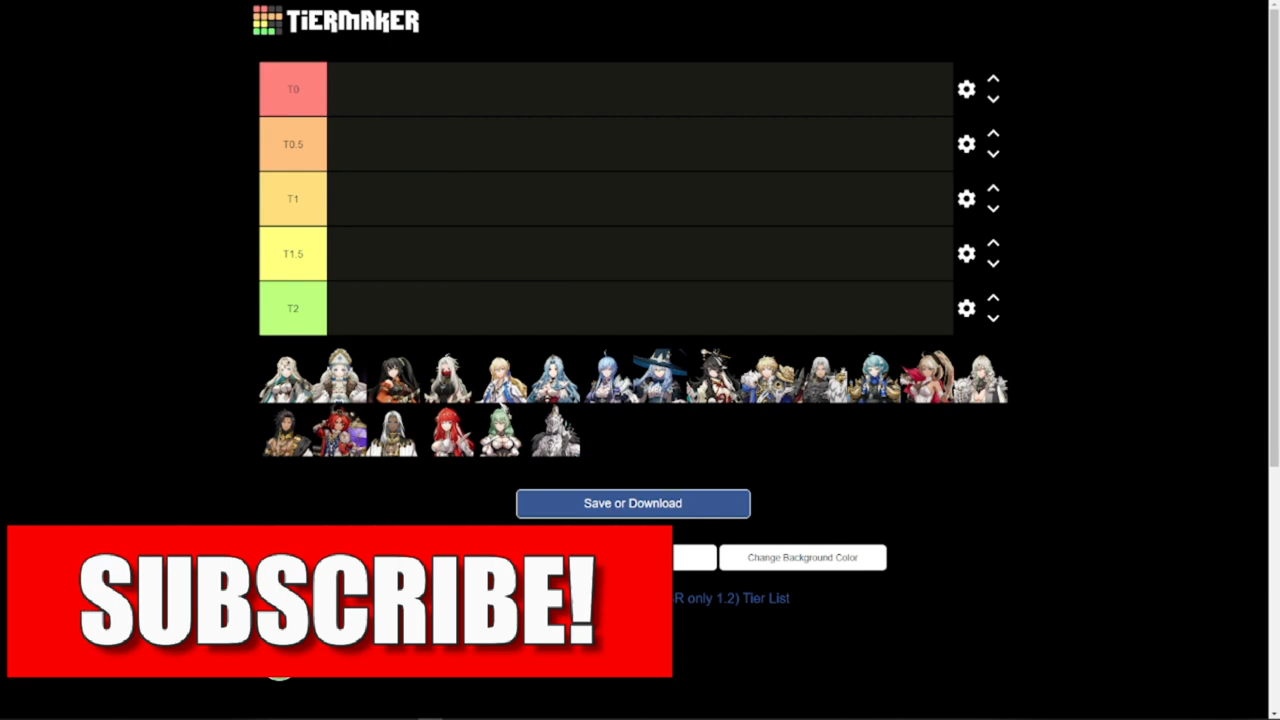 TiERMAKER
T0
T0.5
T1
T1.5
T2
Save or Download
Change Background Color
R only 1.2) Tier List
SUBSCRIBE!